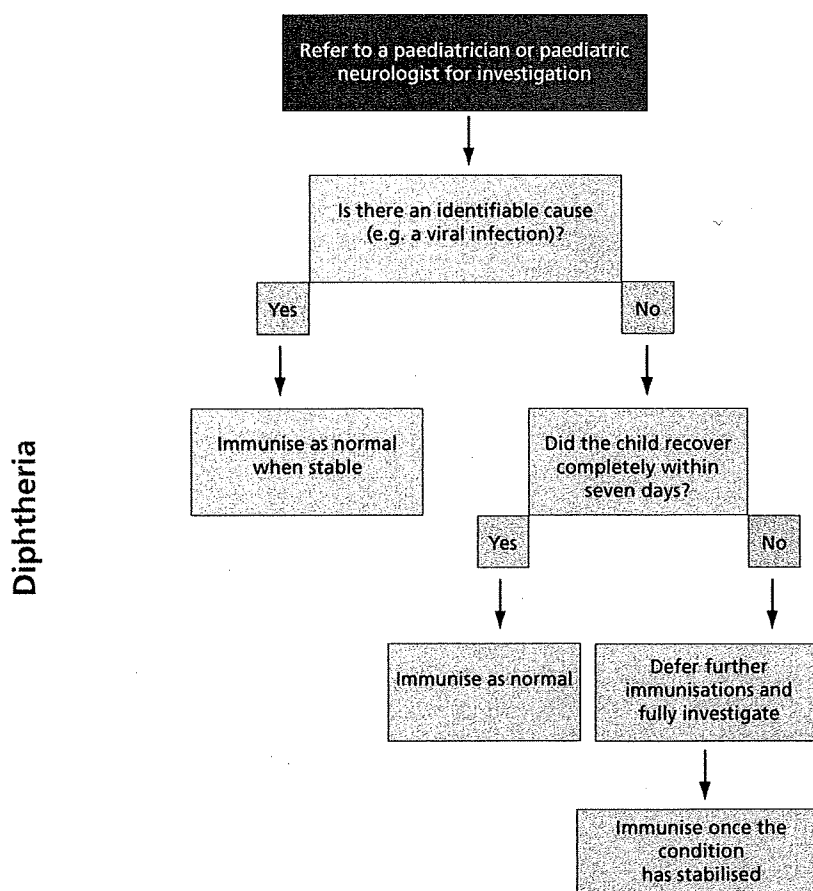 Refer to a paediatrician or paediatric
neurologist for investigation
Is there an identifiable cause
(e.g. a viral infection)?
Yes
No
Immunise as normal
when stable
Did the child recover
completely within
seven days?
Yes
No
Immunise as normal
Defer further
immunisations and
fully investigate
Immunise once the
condition
has stabilised
Diphtheria